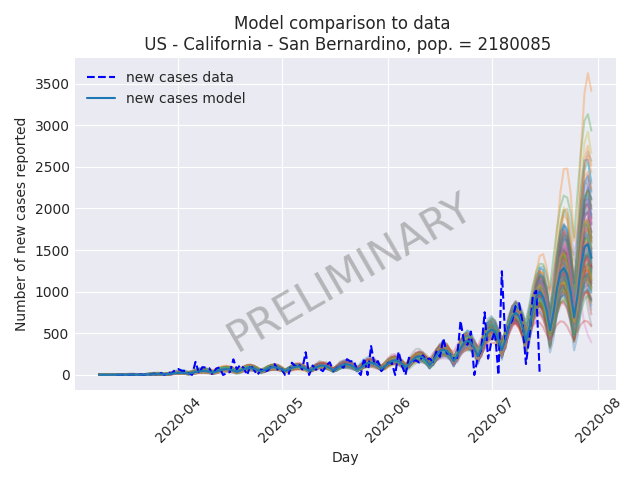 Model comparison to data
US - California - San Bernardino, pop. = 2180085
new cases data
new cases model
Number of new cases reported
3500
3000
2500
2000
1500
1000
500
0
PRELIMINARY
2020-04
2020-05
2020-06
2020-07
2020-08
Day